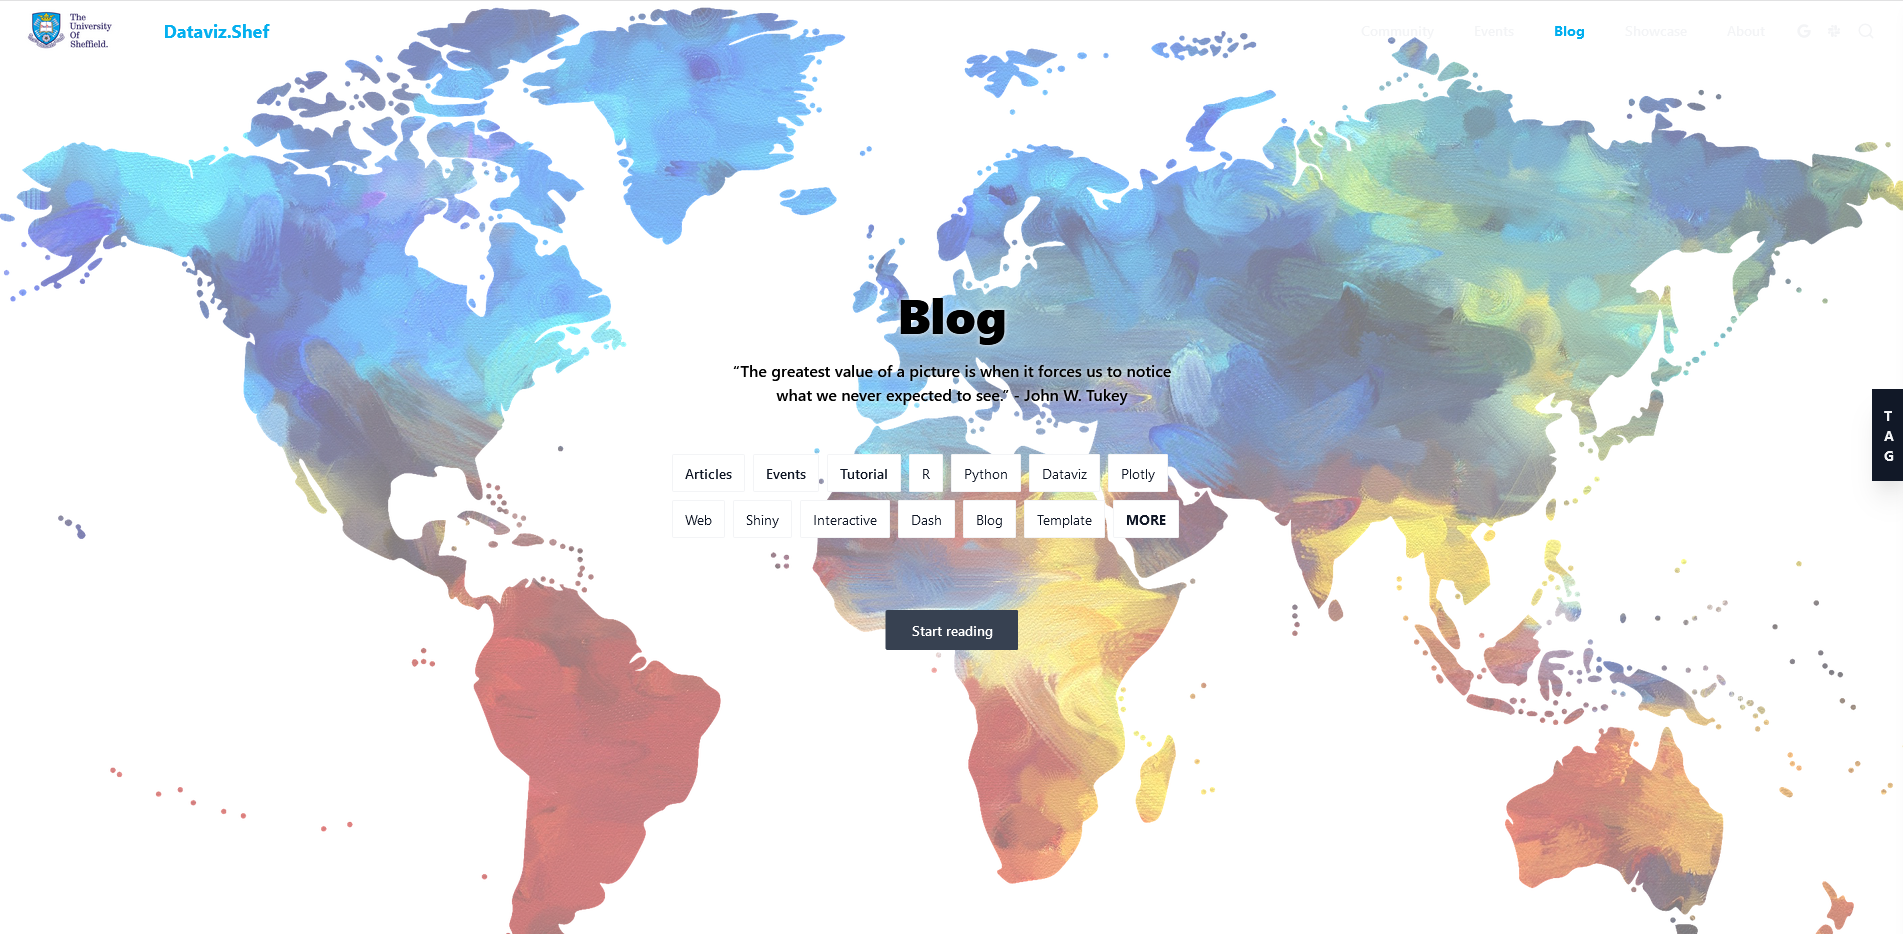 The
University
Of
Sheffield.
Dataviz.Shef
Community Events Blog Showcase About
Blog
“The greatest value of a picture is when it forces us to notice
what we never expected to see.” - John W. Tukey
Articles Events Tutorial R Python Dataviz Plotly
Web Shiny Interactive Dash Blog Template MORE
Start reading
T
A
G